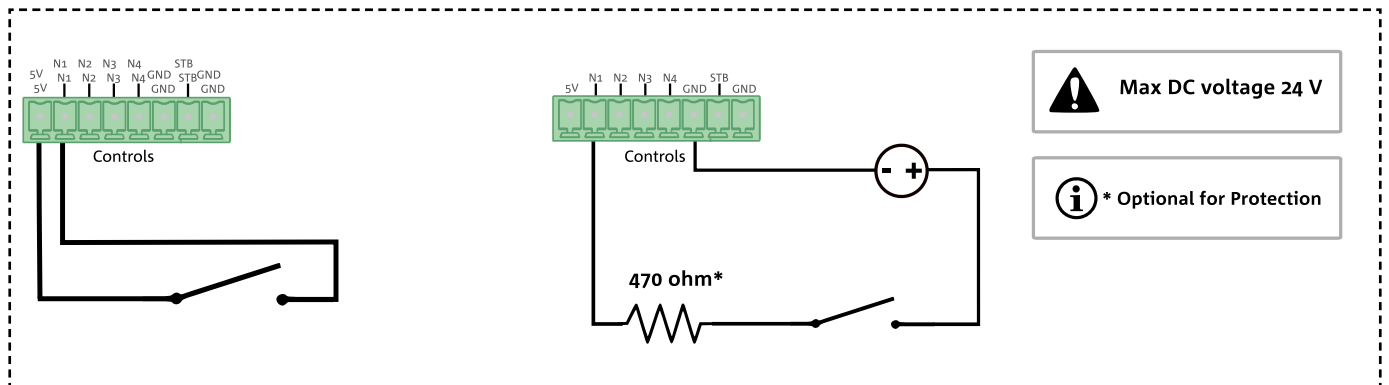 N1 N2 N3 N4 STB
5V N1 N2 N3 N4 GND STB GND
5V GND GND
Controls
N1 N2 N3 N4 STB
5V GND GND
Controls
- +
470 ohm*
Max DC voltage 24 V
* Optional for Protection